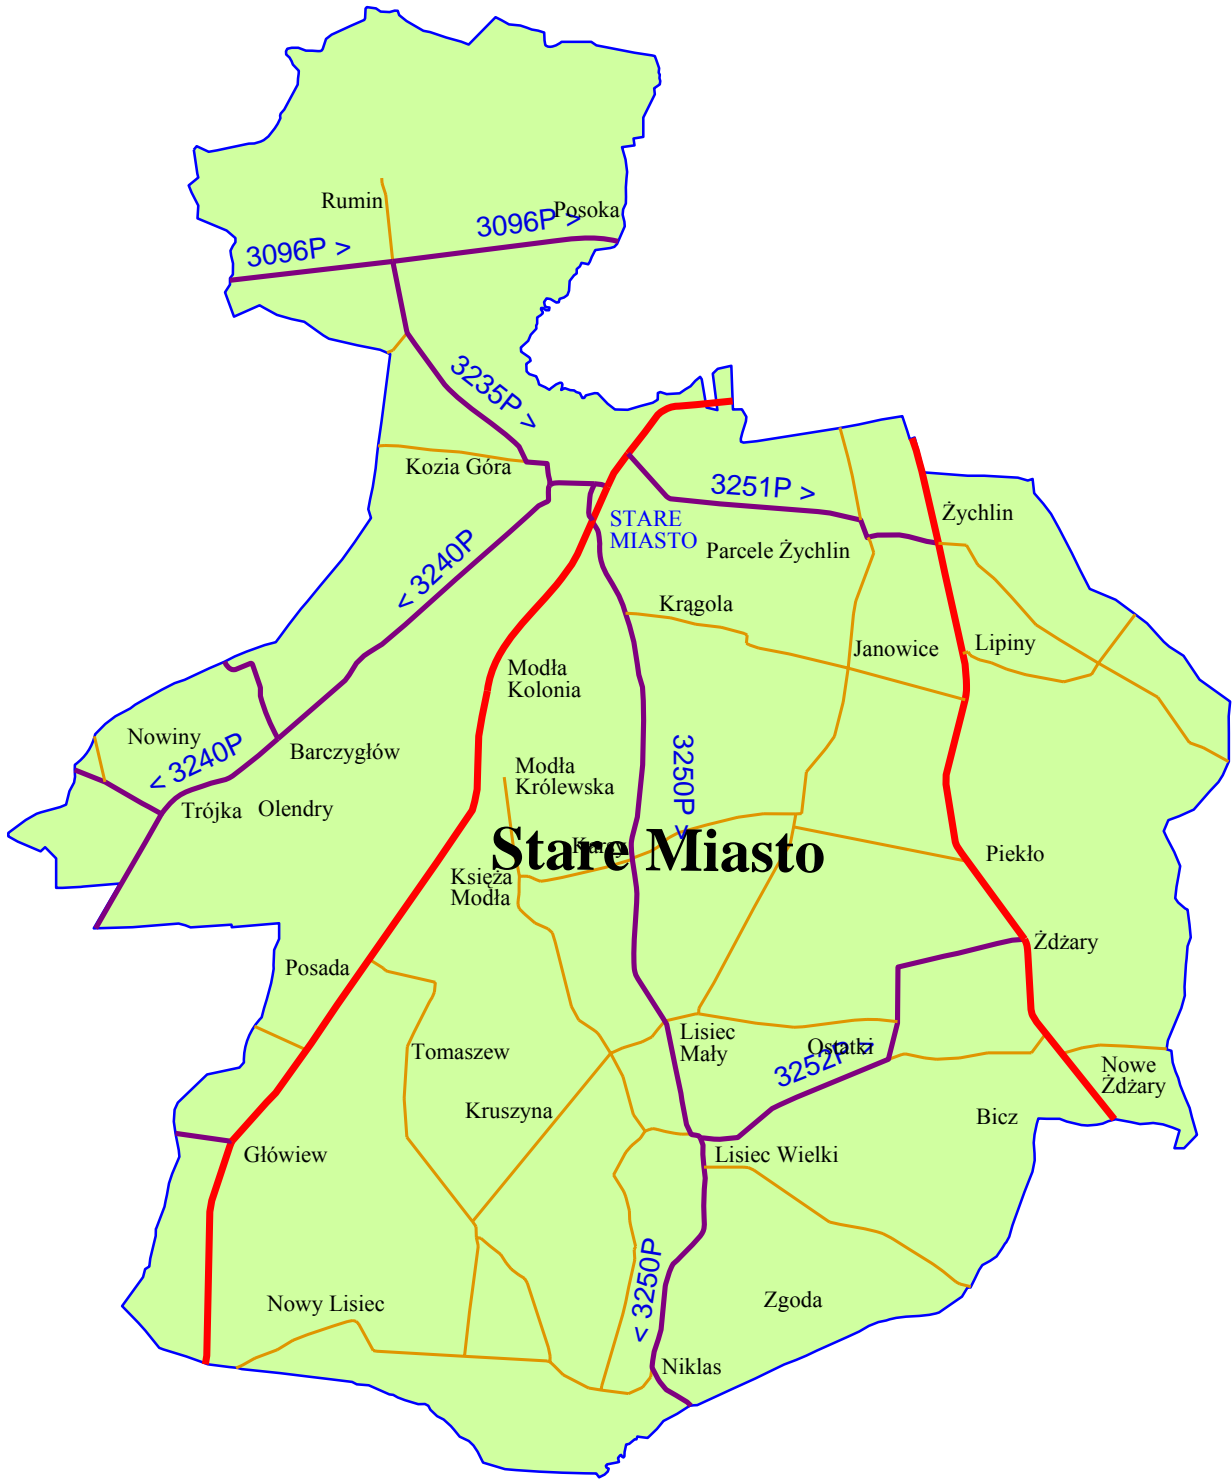 Rumin
Posoka
3096P >
3096P >
3235P >
Kozia Góra
3251P >
Żychlin
STARE
MIASTO
Parcele Żychlin
< 3240P
Krągola
Janowice
Lipiny
Modła
Kolonia
Nowiny
< 3240P
Barczygłów
3250P >
Modła
Królewska
Trójka
Olendry
Stare Miasto
Karsy
Piekło
Księża
Modła
Żdżary
Posada
Lisiec
Mały
Ostatki
3252P >
Tomaszew
Nowe
Żdżary
Kruszyna
Bicz
Główiew
Lisiec Wielki
< 3250P
Zgoda
Nowy Lisiec
Niklas